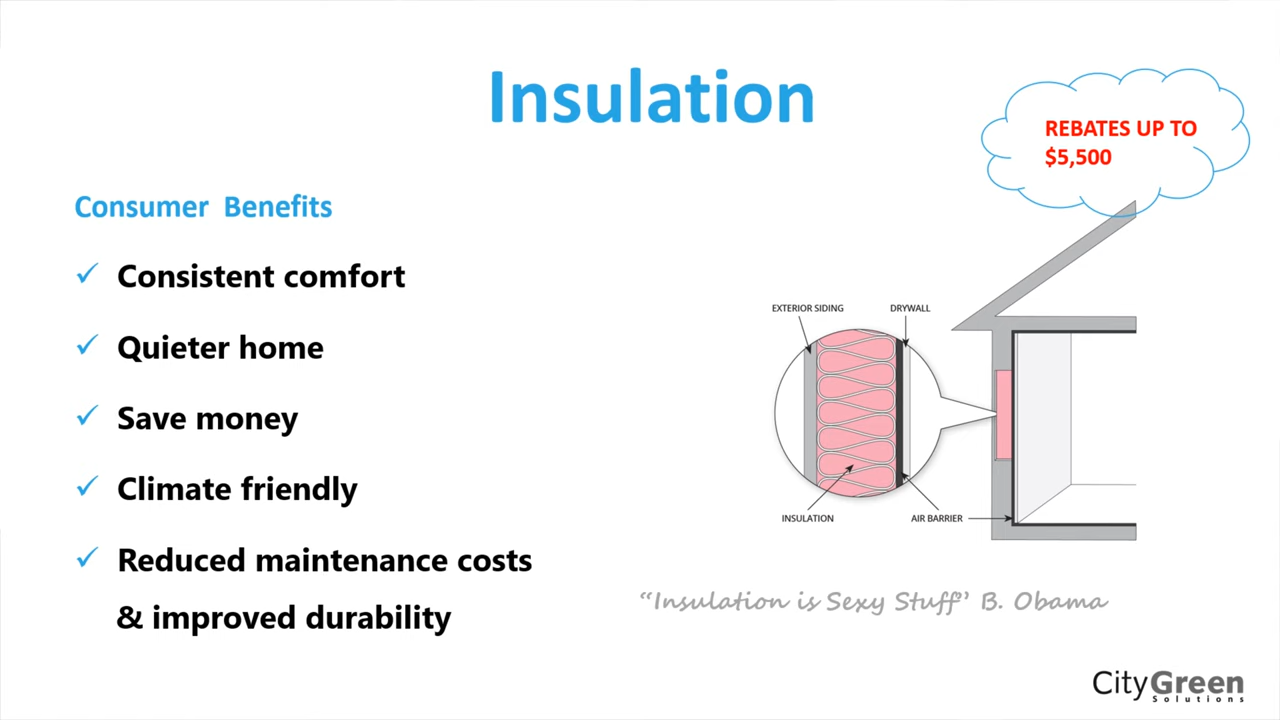 Insulation
REBATES UP TO
$5,500
Consumer Benefits
✓ Consistent comfort
✓ Quieter home
✓ Save money
✓ Climate friendly
✓ Reduced maintenance costs
& improved durability
EXTERIOR SIDING
DRYWALL
INSULATION
AIR BARRIER
“Insulation is Sexy Stuff” B. Obama
CityGreen
Solutions